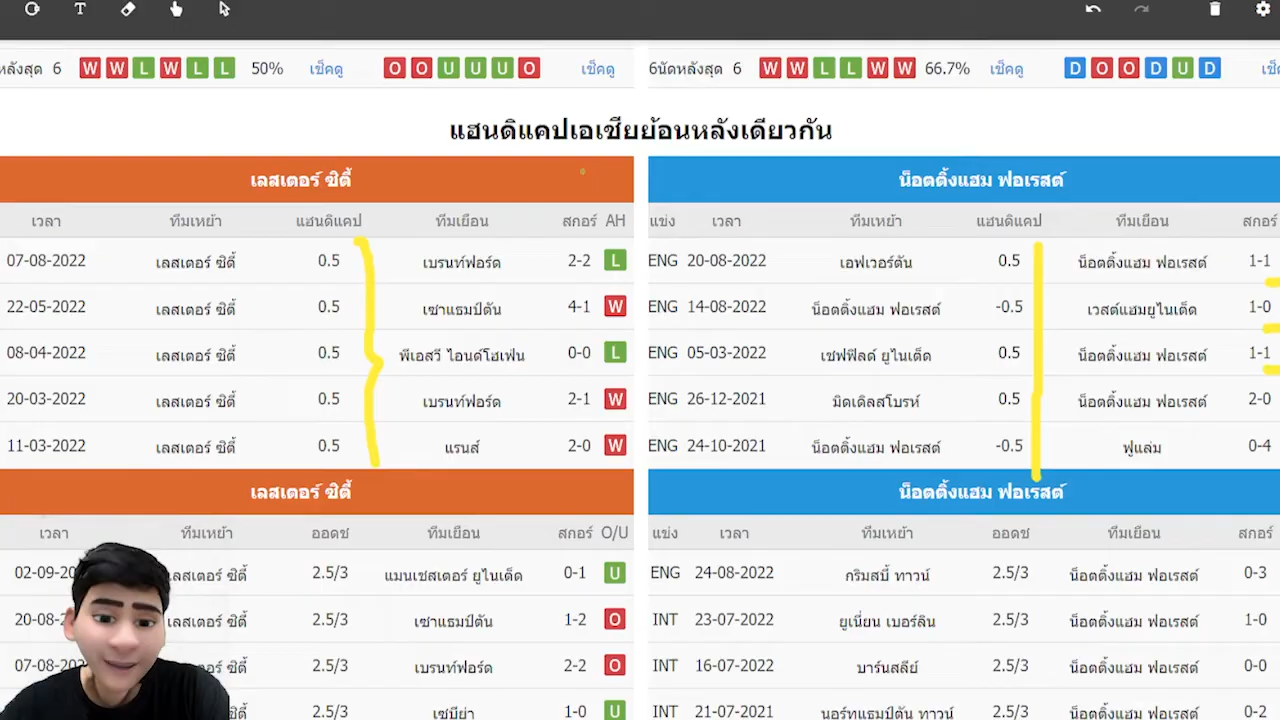 หลังสุด 6 W W L W L L 50% เช็คดู O O U U U O เช็คดู
6นัดหลังสุด 6 W W L L W W 66.7% เช็คดู D O O D U D
แฮนดิแคปเอเชียย้อนหลังเดียวกัน
เลสเตอร์ ซิตี้
เวลา ทีมเหย้า แฮนดิแคป ทีมเยือน สกอร์ AH
07-08-2022 เลสเตอร์ ซิตี้ 0.5 เบรนท์ฟอร์ด 2-2 L
22-05-2022 เลสเตอร์ ซิตี้ 0.5 เซาแธมป์ตัน 4-1 W
08-04-2022 เลสเตอร์ ซิตี้ 0.5 พีเอสวี ไอนด์โฮเฟ่น 0-0 L
20-03-2022 เลสเตอร์ ซิตี้ 0.5 เบรนท์ฟอร์ด 2-1 W
11-03-2022 เลสเตอร์ ซิตี้ 0.5 แรนส์ 2-0 W
เลสเตอร์ ซิตี้
เวลา ทีมเหย้า ออดช ทีมเยือน สกอร์ O/U
02-09-20 เลสเตอร์ ซิตี้ 2.5/3 แมนเชสเตอร์ ยูไนเต็ด 0-1 U
20-08- เลสเตอร์ ซิตี้ 2.5/3 เซาแธมป์ตัน 1-2 O
07-08-202 อร์ ซิตี้ 2.5/3 เบรนท์ฟอร์ด 2-2 O
ซิตี้ 2.5/3 เซบีย่า 1-0 U
น็อตติ้งแฮม ฟอเรสต์
แข่ง เวลา ทีมเหย้า แฮนดิแคป ทีมเยือน สกอร์
ENG 20-08-2022 เอฟเวอร์ตัน 0.5 น็อตติ้งแฮม ฟอเรสต์ 1-1
ENG 14-08-2022 น็อตติ้งแฮม ฟอเรสต์ -0.5 เวสต์แฮมยูไนเต็ด 1-0
ENG 05-03-2022 เชฟฟิลด์ ยูไนเต็ด 0.5 น็อตติ้งแฮม ฟอเรสต์ 1-1
ENG 26-12-2021 มิดเดิลสโบรห์ 0.5 น็อตติ้งแฮม ฟอเรสต์ 2-0
ENG 24-10-2021 น็อตติ้งแฮม ฟอเรสต์ -0.5 ฟูแล่ม 0-4
น็อตติ้งแฮม ฟอเรสต์
แข่ง เวลา ทีมเหย้า ออดช ทีมเยือน สกอร์
ENG 24-08-2022 กริมสบี้ ทาวน์ 2.5/3 น็อตติ้งแฮม ฟอเรสต์ 0-3
INT 23-07-2022 ยูเนี่ยน เบอร์ลิน 2.5/3 น็อตติ้งแฮม ฟอเรสต์ 1-0
INT 16-07-2022 บาร์นสลีย์ 2.5/3 น็อตติ้งแฮม ฟอเรสต์ 0-0
INT 21-07-2021 นอร์ทแธมป์ตัน ทาวน์ 2.5/3 น็อตติ้งแฮม ฟอเรสต์ 0-2